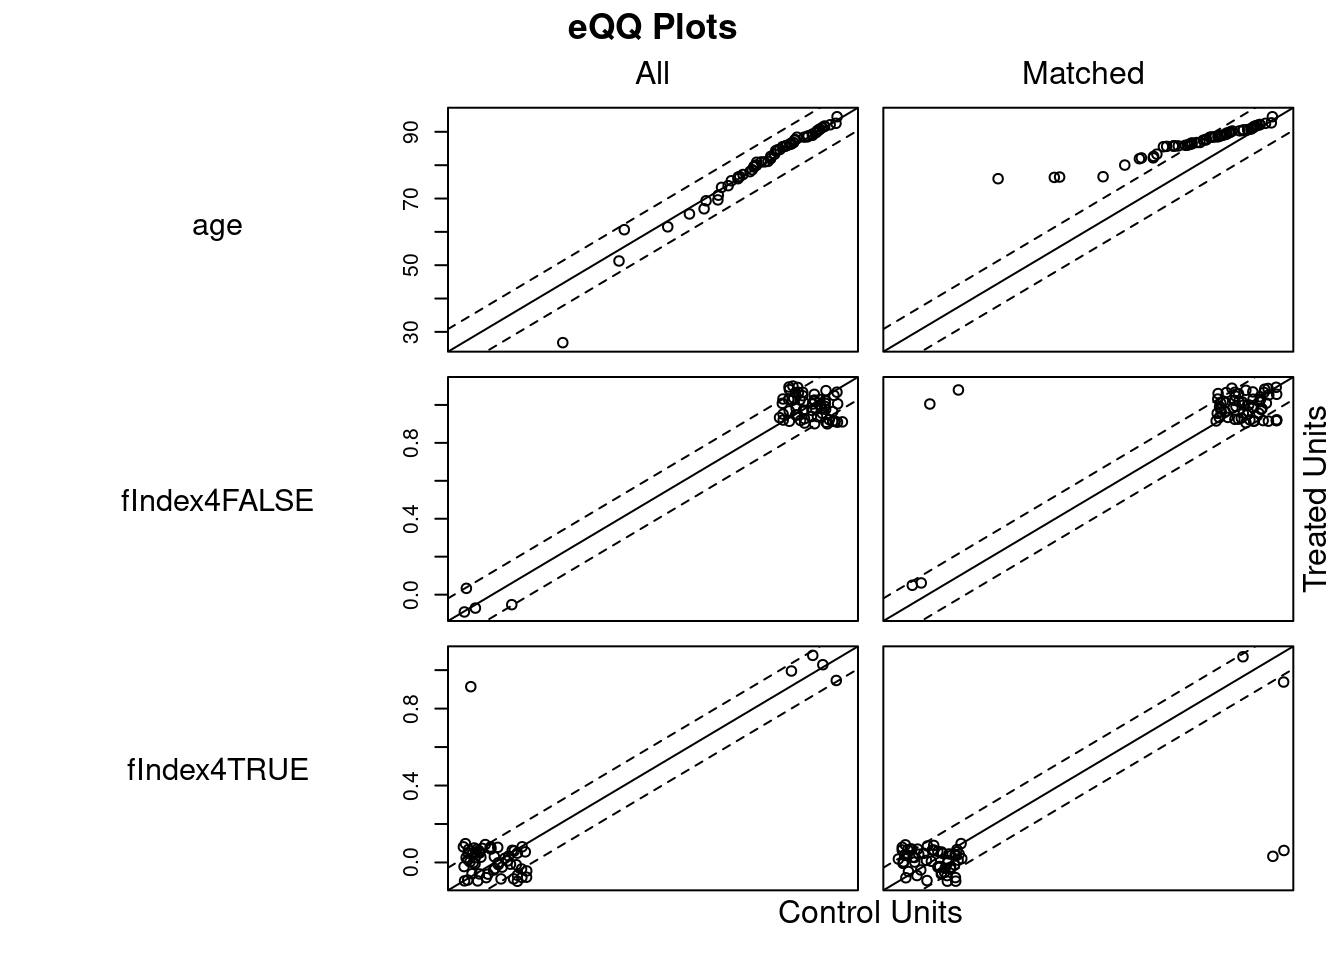 eQQ Plots
All Matched
age
30 50 70 90
fIndex4FALSE
0.0 0.4 0.8
fIndex4TRUE
0.0 0.4 0.8
Treated Units
Control Units